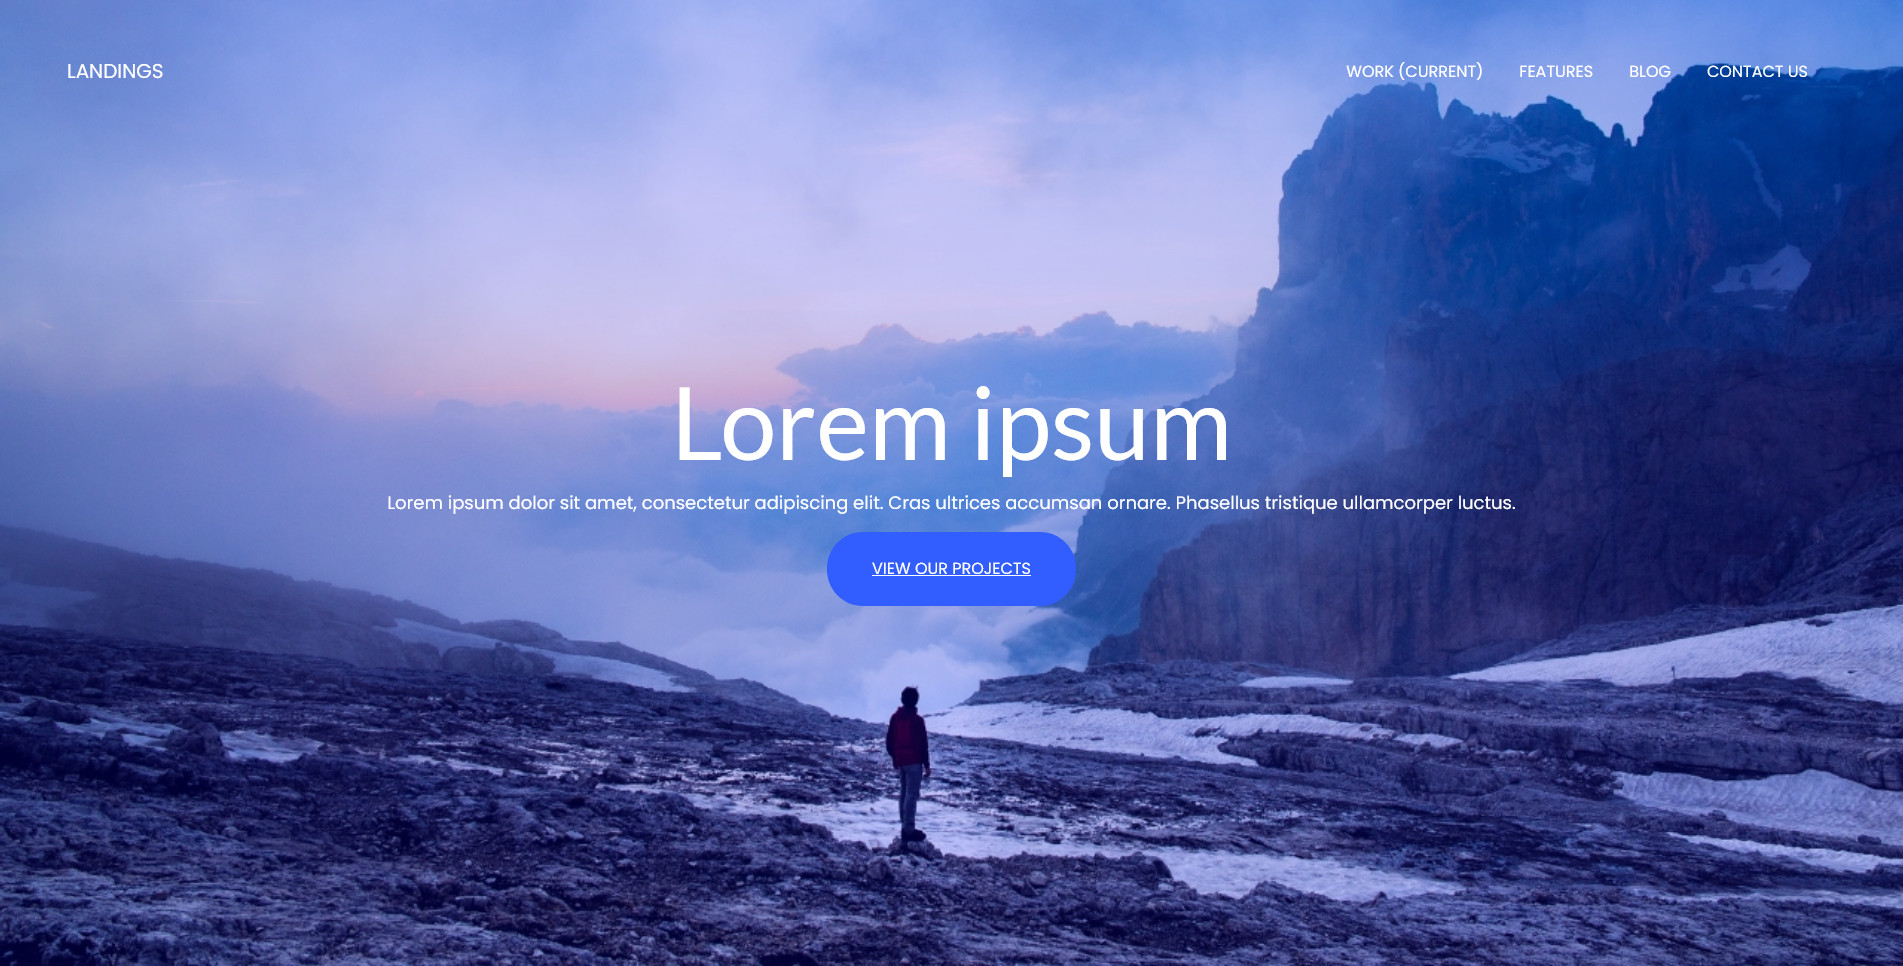 LANDINGS
WORK (CURRENT) FEATURES BLOG CONTACT US
Lorem ipsum
Lorem ipsum dolor sit amet, consectetur adipiscing elit. Cras ultrices accumsan ornare. Phasellus tristique ullamcorper luctus.
VIEW OUR PROJECTS